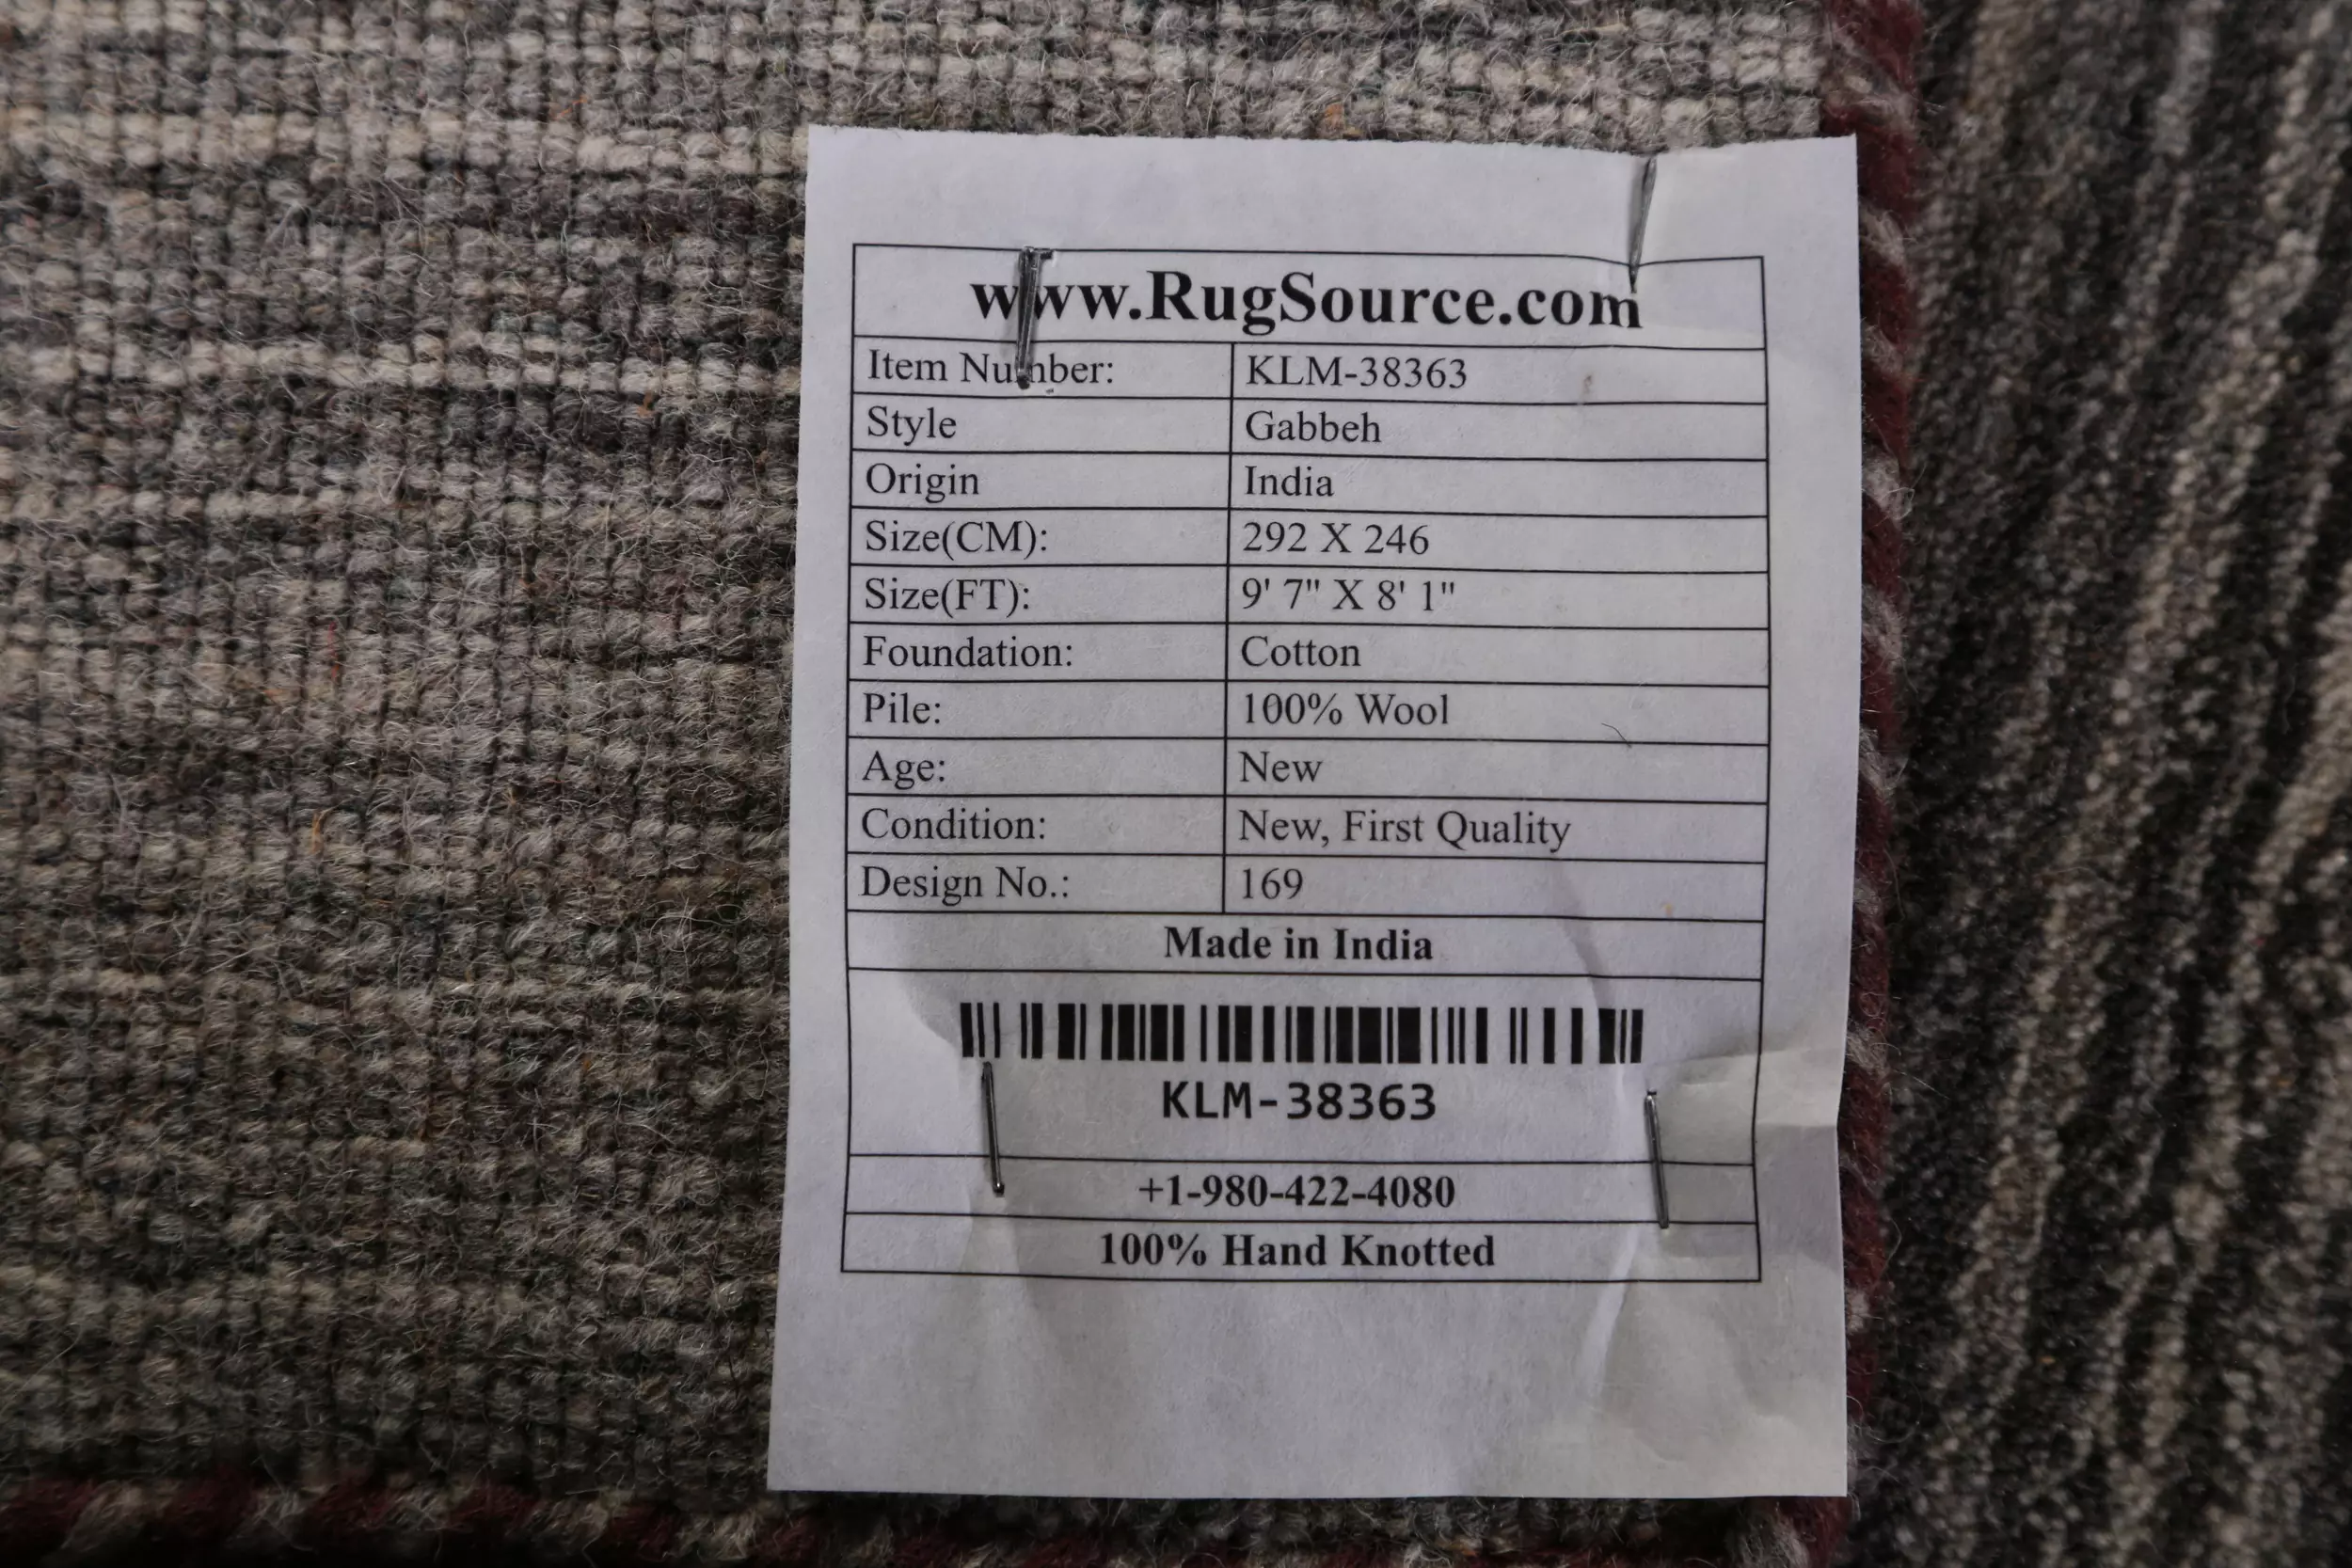 www.RugSource.com
Item Number: KLM-38363
Style Gabbeh
Origin India
Size(CM): 292 X 246
Size(FT): 9' 7" X 8' 1"
Foundation: Cotton
Pile: 100% Wool
Age: New
Condition: New, First Quality
Design No.: 169
Made in India
KLM-38363
+1-980-422-4080
100% Hand Knotted